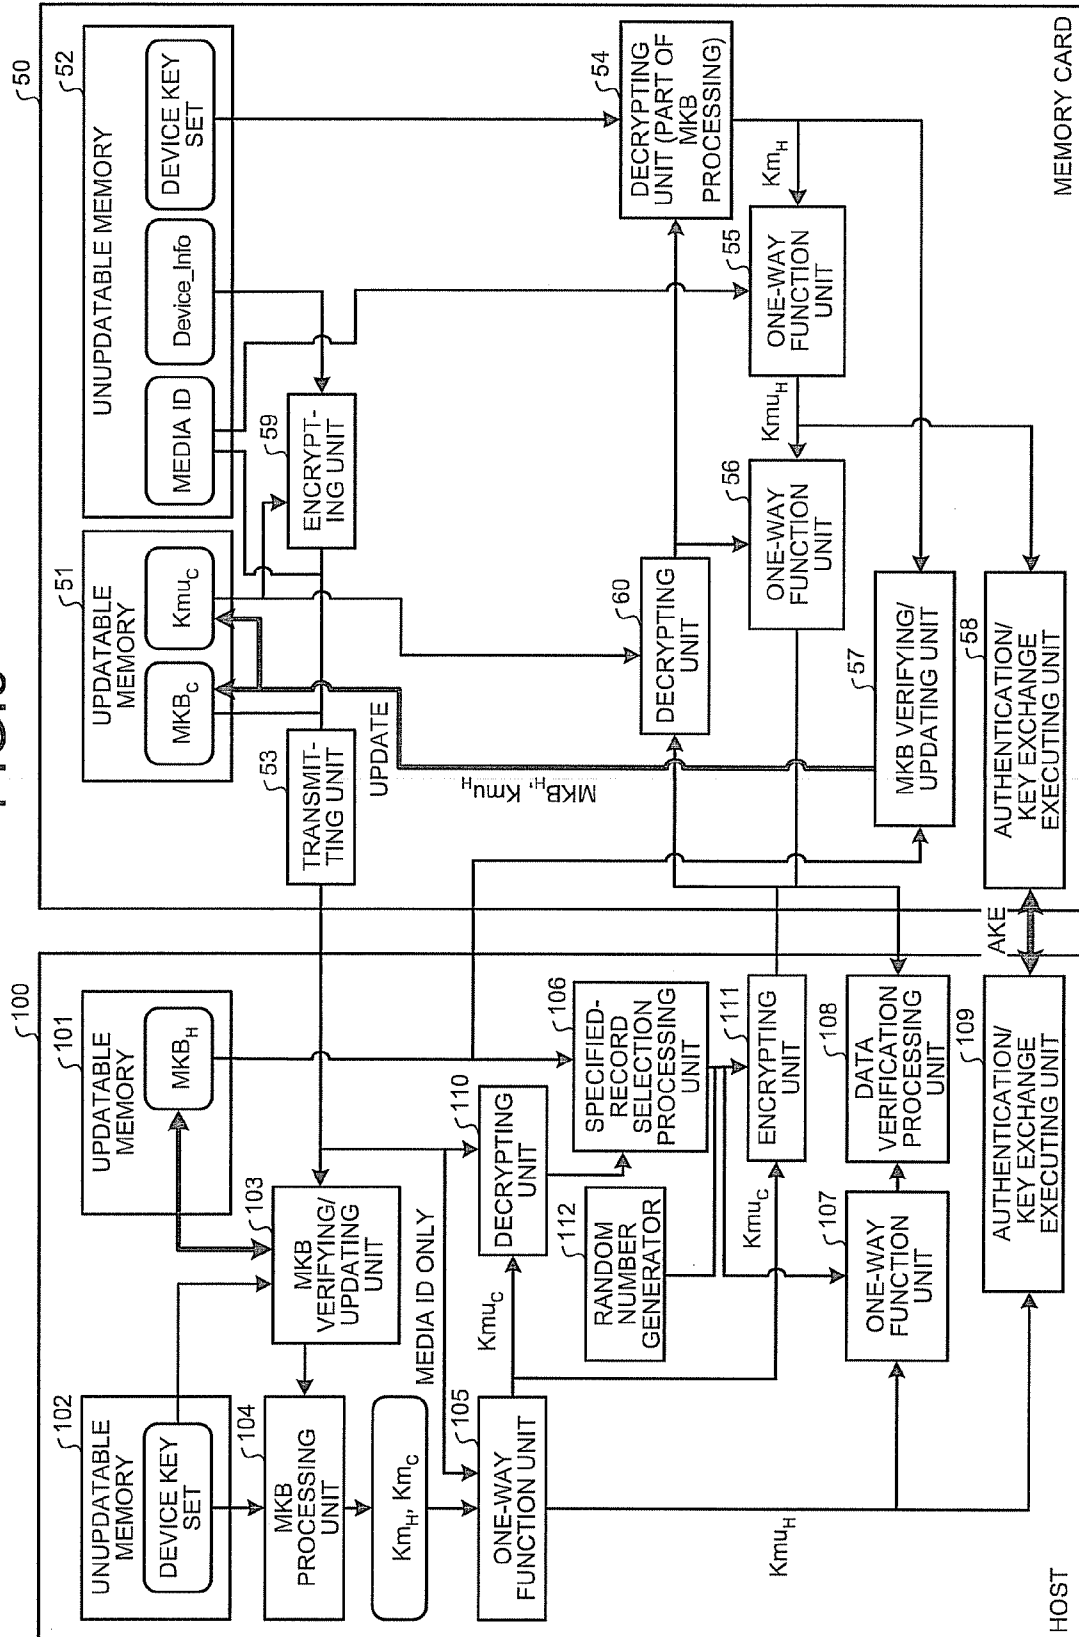 100
102
UNUPDATABLE
MEMORY
DEVICE KEY
SET
101
UPDATABLE
MEMORY
MKB_H
103
MKB
VERIFYING/
UPDATING
UNIT
104
MKB
PROCESSING
UNIT
Km_H, Km_C
MEDIA ID ONLY
105
ONE-WAY
FUNCTION UNIT
Kmu_C
110
DECRYPTING
UNIT
106
SPECIFIED-
RECORD
SELECTION
PROCESSING
UNIT
112
RANDOM
NUMBER
GENERATOR
Kmu_C
111
ENCRYPTING
UNIT
107
ONE-WAY
FUNCTION
UNIT
108
DATA
VERIFICATION
PROCESSING
UNIT
Kmu_H
109
AUTHENTICATION/
KEY EXCHANGE
EXECUTING UNIT
HOST
AKE
50
51
UPDATABLE
MEMORY
MKB_C
Kmu_C
52
UNUPDATABLE MEMORY
MEDIA ID
Device_Info
DEVICE KEY
SET
53
TRANSMIT-
TING UNIT
59
ENCRYPT-
ING UNIT
UPDATE
MKB_H, Kmu_H
60
DECRYPTING
UNIT
54
DECRYPTING
UNIT (PART OF
MKB
PROCESSING)
Km_H
55
ONE-WAY
FUNCTION
UNIT
Kmu_H
56
ONE-WAY
FUNCTION
UNIT
57
MKB VERIFYING/
UPDATING UNIT
58
AUTHENTICATION/
KEY EXCHANGE
EXECUTING UNIT
MEMORY CARD